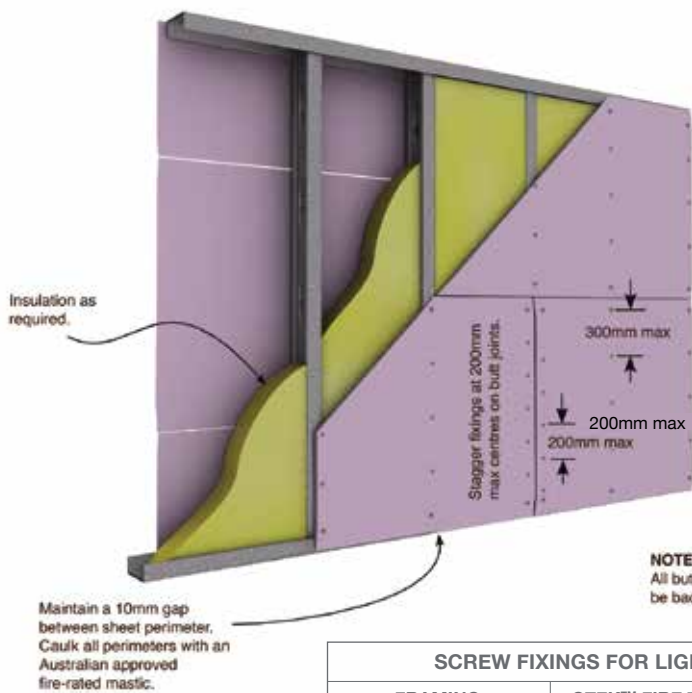 Insulation as
required.
300mm max
Stagger fixings at 200mm
max centres on butt joints.
200mm max
200mm max
NOTE
Maintain a 10mm gap
between sheet perimeter.
Caulk all perimeters with an
Australian approved
fire-rated mastic.
All but
be bac
SCREW FIXINGS FOR LIG